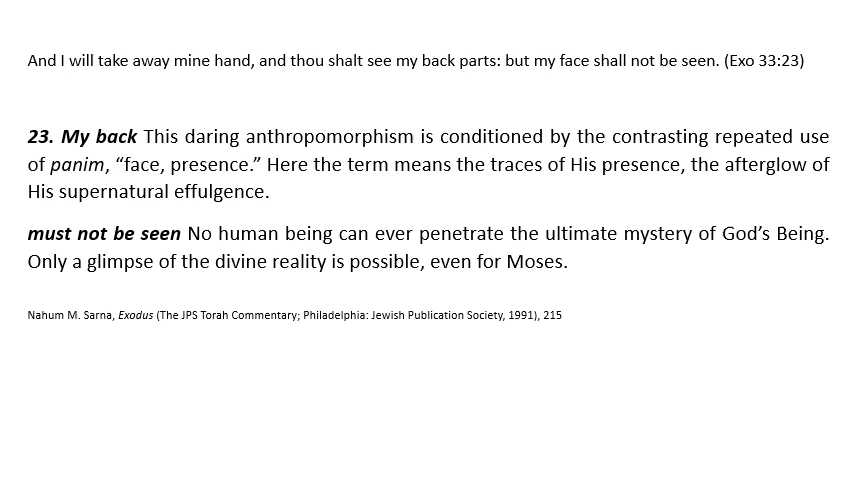 And I will take away mine hand, and thou shalt see my back parts: but my face shall not be seen. (Exo 33:23)
23. My back This daring anthropomorphism is conditioned by the contrasting repeated use
of panim, “face, presence.” Here the term means the traces of His presence, the afterglow of
His supernatural effulgence.
must not be seen No human being can ever penetrate the ultimate mystery of God’s Being.
Only a glimpse of the divine reality is possible, even for Moses.
Nahum M. Sarna, Exodus (The JPS Torah Commentary; Philadelphia: Jewish Publication Society, 1991), 215